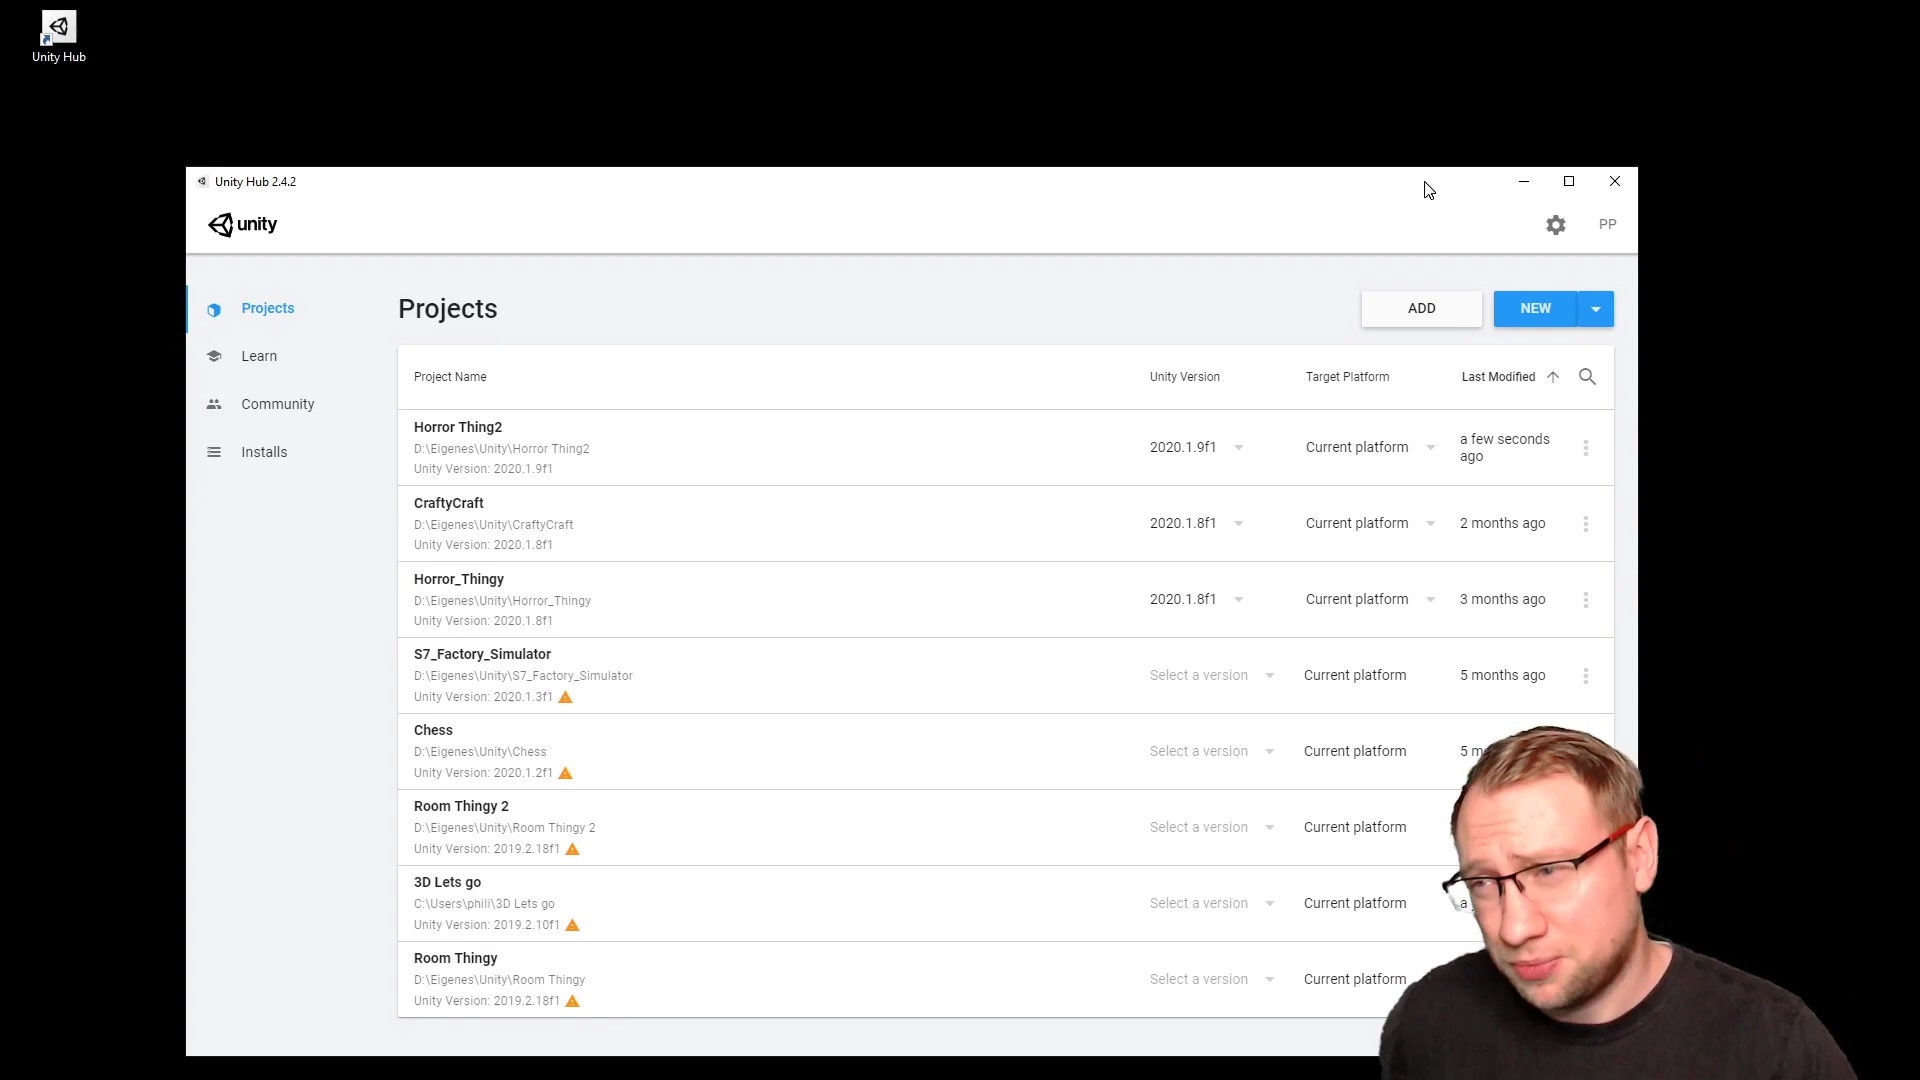 Unity Hub
Unity Hub 2.4.2
unity
PP
Projects
Learn
Community
Installs
Projects
ADD
NEW
Project Name
Unity Version
Target Platform
Last Modified
Horror Thing2
D:\Eigenes\Unity\Horror Thing2
Unity Version: 2020.1.9f1
2020.1.9f1
Current platform
a few seconds
ago
CraftyCraft
D:\Eigenes\Unity\CraftyCraft
Unity Version: 2020.1.8f1
2020.1.8f1
Current platform
2 months ago
Horror_Thingy
D:\Eigenes\Unity\Horror_Thingy
Unity Version: 2020.1.8f1
2020.1.8f1
Current platform
3 months ago
S7_Factory_Simulator
D:\Eigenes\Unity\S7_Factory_Simulator
Unity Version: 2020.1.3f1
Select a version
Current platform
5 months ago
Chess
D:\Eigenes\Unity\Chess
Unity Version: 2020.1.2f1
Select a version
Current platform
5
Room Thingy 2
D:\Eigenes\Unity\Room Thingy 2
Unity Version: 2019.2.18f1
Select a version
Current platform
3D Lets go
C:\Users\phili\3D Lets go
Unity Version: 2019.2.10f1
Select a version
Current platform
a
Room Thingy
D:\Eigenes\Unity\Room Thingy
Unity Version: 2019.2.18f1
Select a version
Current platform